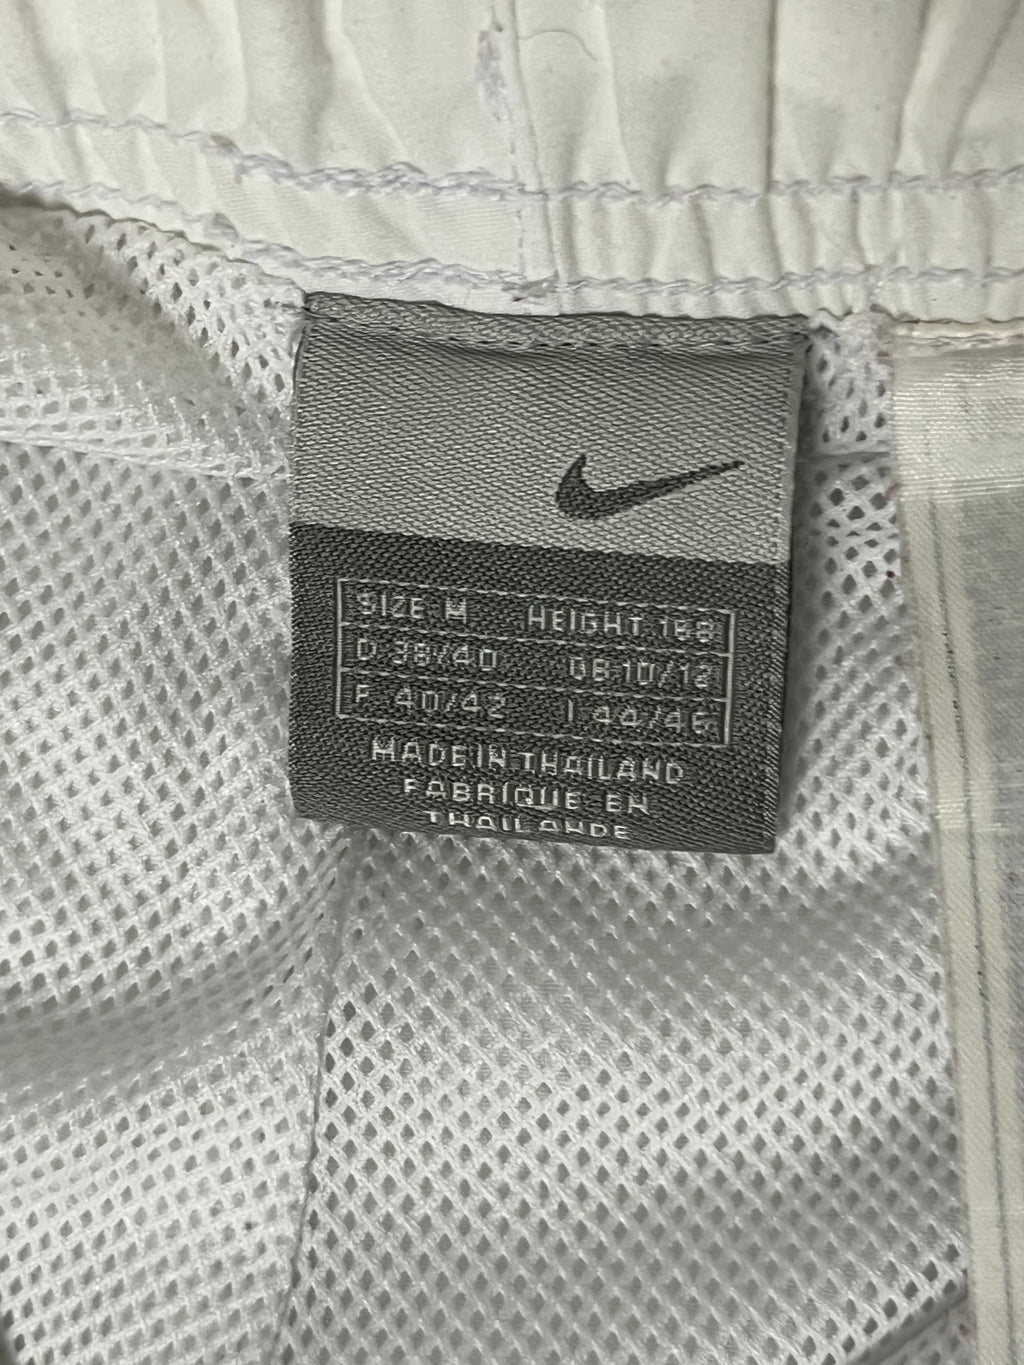 SIZE M HEIGHT 168
D 38/40 GB 10/12
F 40/42 I 44/46
MADE IN THAILAND
FABRIQUE EN
THAILANDE